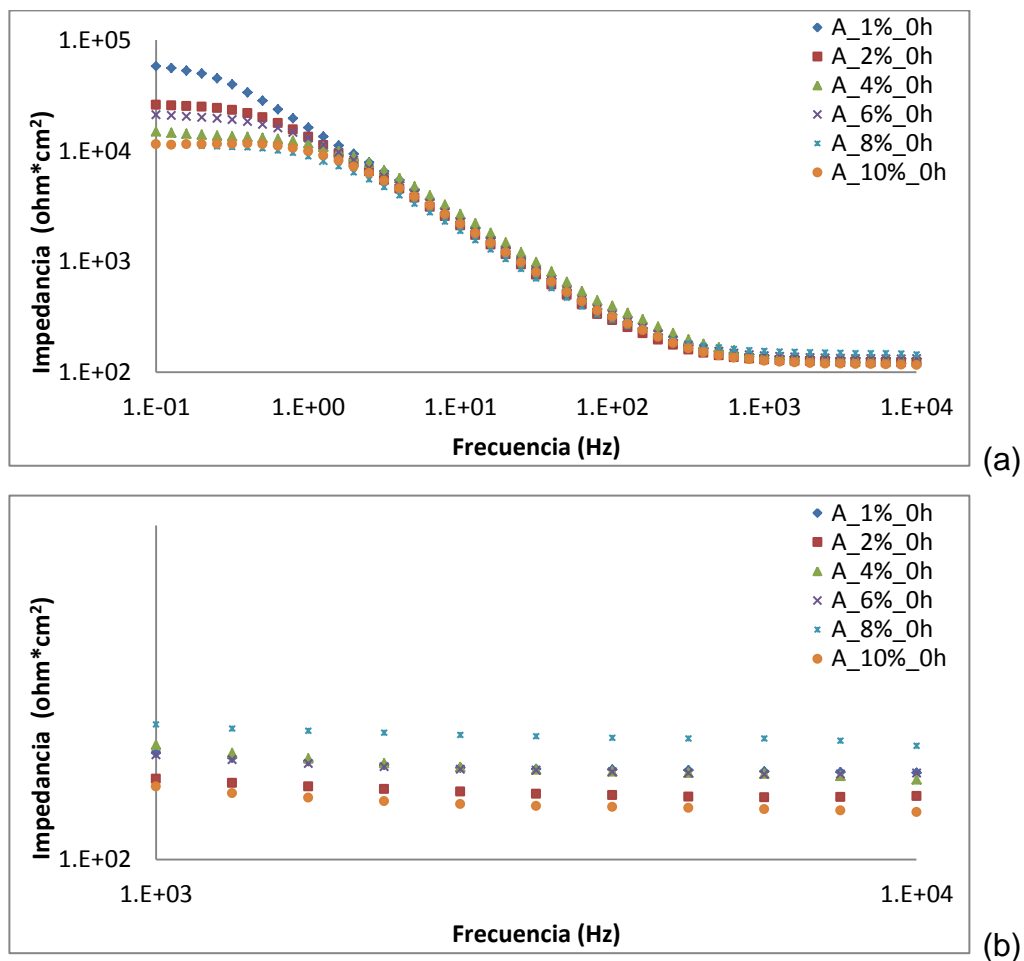 1.E+05
1.E+04
1.E+03
1.E+02
Impedancia (ohm*cm²)
1.E-01 1.E+00 1.E+01 1.E+02 1.E+03 1.E+04
Frecuencia (Hz)
A_1%_0h
A_2%_0h
A_4%_0h
A_6%_0h
A_8%_0h
A_10%_0h
(a)
1.E+02
Impedancia (ohm*cm²)
1.E+03 1.E+04
Frecuencia (Hz)
A_1%_0h
A_2%_0h
A_4%_0h
A_6%_0h
A_8%_0h
A_10%_0h
(b)